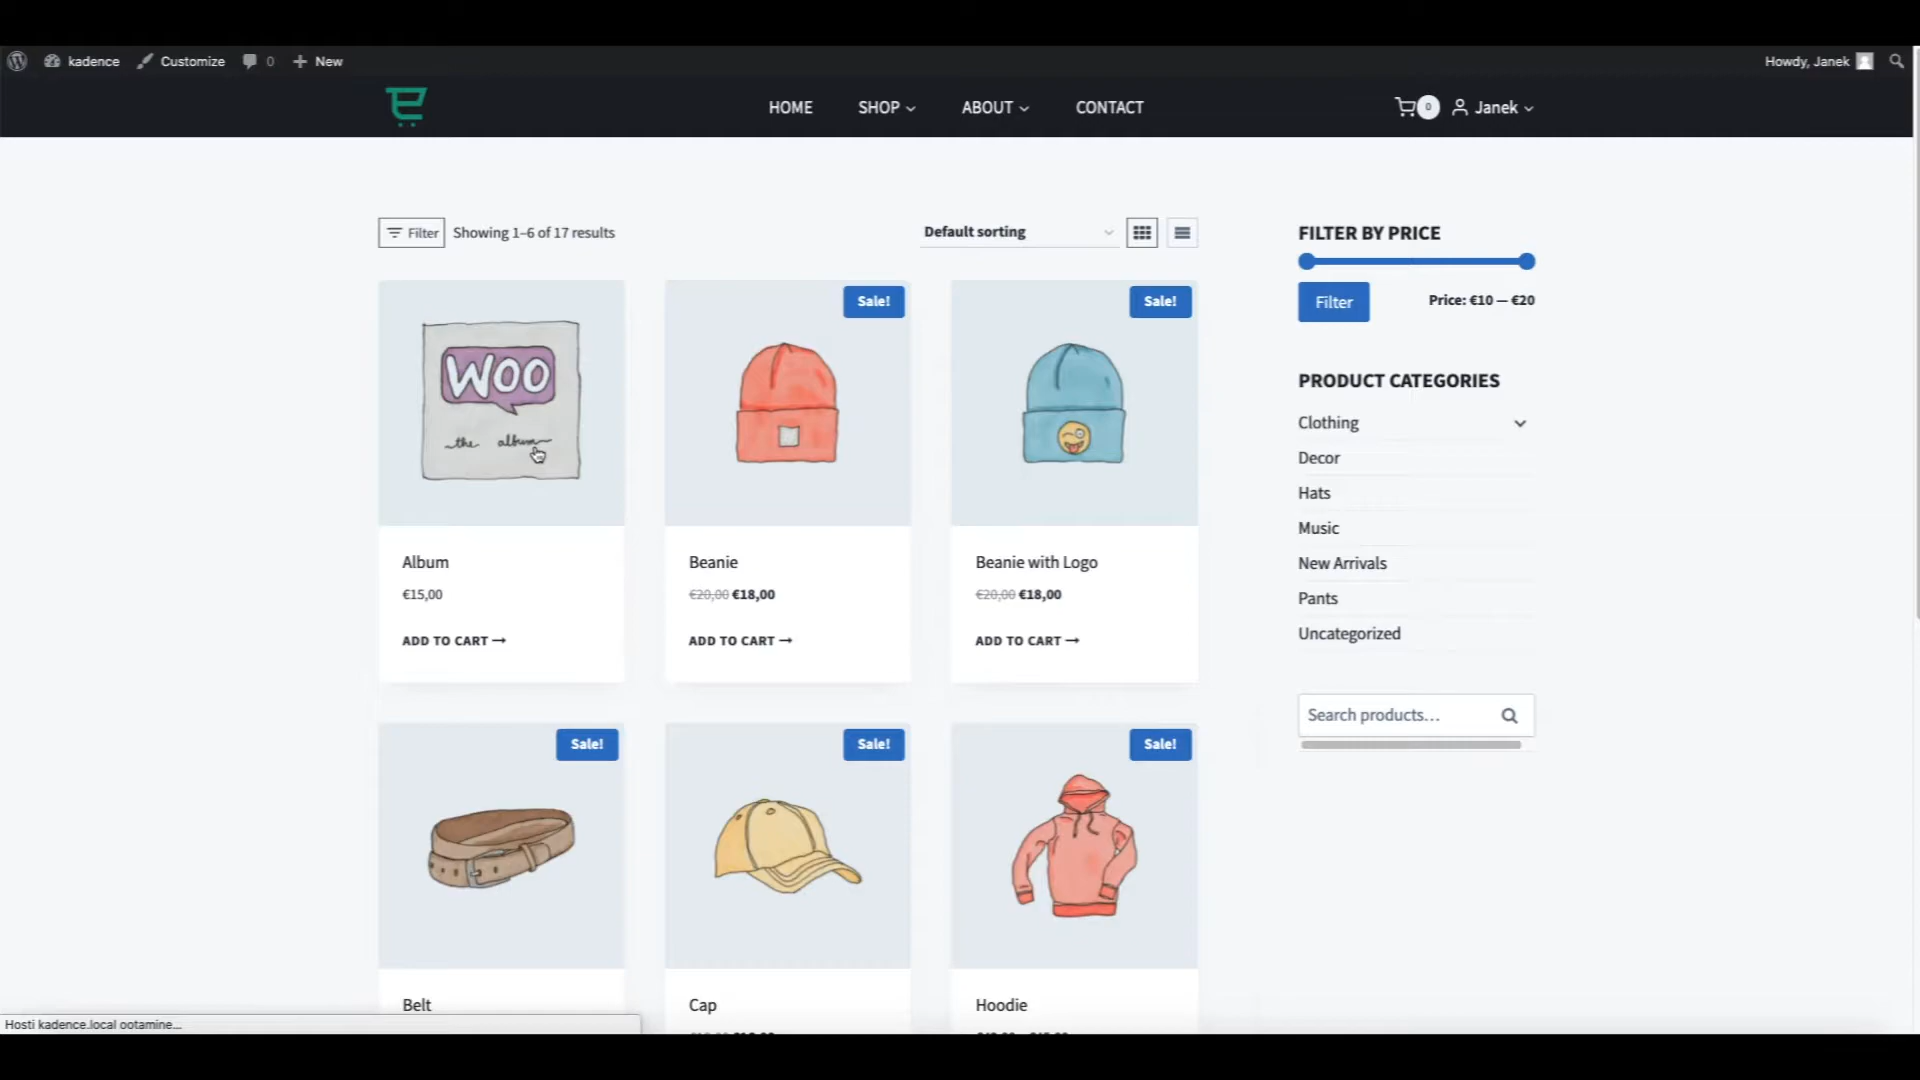 kadence Customize 0 New Howdy, Janek
HOME SHOP ABOUT CONTACT 0 Janek
Filter Showing 1–6 of 17 results Default sorting
FILTER BY PRICE
Filter Price: €10 — €20
PRODUCT CATEGORIES
Clothing
Decor
Hats
Music
New Arrivals
Pants
Uncategorized
Search products...
Sale! Sale!
WOO
the album
Album Beanie Beanie with Logo
€15,00 €20,00 €18,00 €20,00 €18,00
ADD TO CART → ADD TO CART → ADD TO CART →
Sale! Sale! Sale!
Belt Cap Hoodie
Hosti kadence.local ootamine...